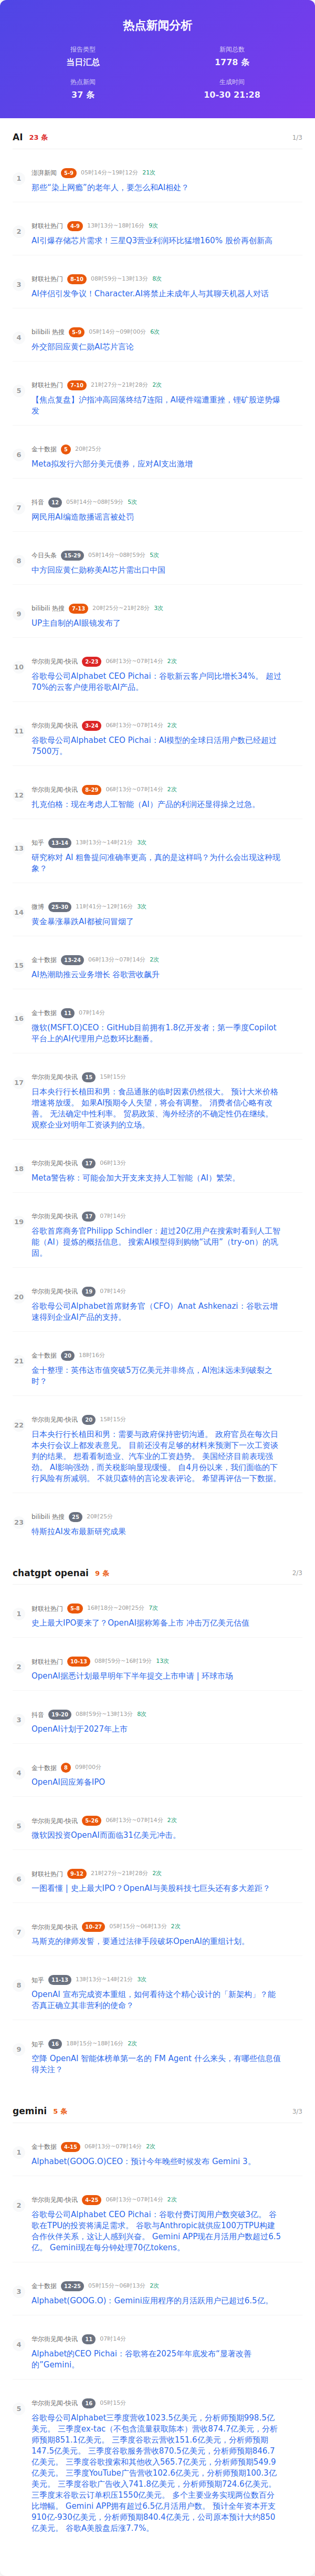 热点新闻分析
报告类型
当日汇总
新闻总数
1778 条
热点新闻
37 条
生成时间
10-30 21:28
AI 23 条 1/3
1
澎湃新闻 5-9 05时14分~19时12分 21次
那些“染上网瘾”的老年人，要怎么和AI相处？
2
财联社热门 4-9 13时13分~18时16分 9次
AI引爆存储芯片需求！三星Q3营业利润环比猛增160% 股价再创新高
3
财联社热门 8-10 08时59分~13时13分 8次
AI伴侣引发争议！Character.AI将禁止未成年人与其聊天机器人对话
4
bilibili 热搜 5-9 05时14分~09时00分 6次
外交部回应黄仁勋AI芯片言论
5
财联社热门 7-10 21时27分~21时28分 2次
【焦点复盘】沪指冲高回落终结7连阳，AI硬件端遭重挫，锂矿股逆势爆
发
6
金十数据 5 20时25分
Meta拟发行六部分美元债券，应对AI支出激增
7
抖音 12 05时14分~08时59分 5次
网民用AI编造散播谣言被处罚
8
今日头条 15-29 05时14分~08时59分 5次
中方回应黄仁勋称美AI芯片需出口中国
9
bilibili 热搜 7-13 20时25分~21时28分 3次
UP主自制的AI眼镜发布了
10
华尔街见闻-快讯 2-23 06时13分~07时14分 2次
谷歌母公司Alphabet CEO Pichai：谷歌新云客户同比增长34%。 超过
70%的云客户使用谷歌AI产品。
11
华尔街见闻-快讯 3-24 06时13分~07时14分 2次
谷歌母公司Alphabet CEO Pichai：AI模型的全球日活用户数已经超过
7500万。
12
华尔街见闻-快讯 8-29 06时13分~07时14分 2次
扎克伯格：现在考虑人工智能（AI）产品的利润还显得操之过急。
13
知乎 13-14 13时13分~14时21分 3次
研究称对 AI 粗鲁提问准确率更高，真的是这样吗？为什么会出现这种现
象？
14
微博 25-30 11时41分~12时16分 3次
黄金暴涨暴跌AI都被问冒烟了
15
金十数据 13-24 06时13分~07时14分 2次
AI热潮助推云业务增长 谷歌营收飙升
16
金十数据 11 07时14分
微软(MSFT.O)CEO：GitHub目前拥有1.8亿开发者；第一季度Copilot
平台上的AI代理用户总数环比翻番。
17
华尔街见闻-快讯 15 15时15分
日本央行行长植田和男：食品通胀的临时因素仍然很大。 预计大米价格
增速将放缓。 如果AI预期令人失望，将会有调整。 消费者信心略有改
善。 无法确定中性利率。 贸易政策、海外经济的不确定性仍在继续。
观察企业对明年工资谈判的立场。
18
华尔街见闻-快讯 17 06时13分
Meta警告称：可能会加大开支来支持人工智能（AI）繁荣。
19
华尔街见闻-快讯 17 07时14分
谷歌首席商务官Philipp Schindler：超过20亿用户在搜索时看到人工智
能（AI）提炼的概括信息。 搜索AI模型得到购物“试用”（try-on）的巩
固。
20
华尔街见闻-快讯 19 07时14分
谷歌母公司Alphabet首席财务官（CFO）Anat Ashkenazi：谷歌云增
速得到企业AI产品的支持。
21
金十数据 20 18时16分
金十整理：英伟达市值突破5万亿美元并非终点，AI泡沫远未到破裂之
时？
22
华尔街见闻-快讯 20 15时15分
日本央行行长植田和男：需要与政府保持密切沟通。 政府官员在每次日
本央行会议上都发表意见。 目前还没有足够的材料来预测下一次工资谈
判的结果。 想看看制造业、汽车业的工资趋势。 美国经济目前表现强
劲。 AI影响强劲，而关税影响显现缓慢。 自4月份以来，我们面临的下
行风险有所减弱。 不就贝森特的言论发表评论。 希望再评估一下数据。
23
bilibili 热搜 25 20时25分
特斯拉AI发布最新研究成果
chatgpt openai 9 条 2/3
1
财联社热门 5-8 16时18分~20时25分 7次
史上最大IPO要来了？OpenAI据称筹备上市 冲击万亿美元估值
2
财联社热门 10-13 08时59分~16时19分 13次
OpenAI据悉计划最早明年下半年提交上市申请 | 环球市场
3
抖音 19-20 08时59分~13时13分 8次
OpenAI计划于2027年上市
4
金十数据 8 09时00分
OpenAI回应筹备IPO
5
华尔街见闻-快讯 5-26 06时13分~07时14分 2次
微软因投资OpenAI而面临31亿美元冲击。
6
财联社热门 9-12 21时27分~21时28分 2次
一图看懂 | 史上最大IPO？OpenAI与美股科技七巨头还有多大差距？
7
华尔街见闻-快讯 10-27 05时15分~06时13分 2次
马斯克的律师发誓，要通过法律手段破坏OpenAI的重组计划。
8
知乎 11-13 13时13分~14时21分 3次
OpenAI 宣布完成资本重组，如何看待这个精心设计的「新架构」？能
否真正确立其非营利的使命？
9
知乎 16 18时15分~18时16分 2次
空降 OpenAI 智能体榜单第一名的 FM Agent 什么来头，有哪些信息值
得关注？
gemini 5 条 3/3
1
金十数据 4-15 06时13分~07时14分 2次
Alphabet(GOOG.O)CEO：预计今年晚些时候发布 Gemini 3。
2
华尔街见闻-快讯 4-25 06时13分~07时14分 2次
谷歌母公司Alphabet CEO Pichai：谷歌付费订阅用户数突破3亿。 谷
歌在TPU的投资将满足需求。 谷歌与Anthropic就供应100万TPU构建
合作伙伴关系，这让人感到兴奋。 Gemini APP现在月活用户数超过6.5
亿。 Gemini现在每分钟处理70亿tokens。
3
金十数据 12-25 05时15分~06时13分 2次
Alphabet(GOOG.O)：Gemini应用程序的月活跃用户已超过6.5亿。
4
华尔街见闻-快讯 11 07时14分
Alphabet的CEO Pichai：谷歌将在2025年年底发布“显著改善
的”Gemini。
5
华尔街见闻-快讯 16 05时15分
谷歌母公司Alphabet三季度营收1023.5亿美元，分析师预期998.5亿
美元。 三季度ex-tac（不包含流量获取陈本）营收874.7亿美元，分析
师预期851.1亿美元。 三季度谷歌云营收151.6亿美元，分析师预期
147.5亿美元。 三季度谷歌服务营收870.5亿美元，分析师预期846.7
亿美元。 三季度谷歌搜索和其他收入565.7亿美元，分析师预期549.9
亿美元。 三季度YouTube广告营收102.6亿美元，分析师预期100.3亿
美元。 三季度谷歌广告收入741.8亿美元，分析师预期724.6亿美元。
三季度末谷歌云订单积压1550亿美元。 多个主要业务实现两位数百分
比增幅。 Gemini APP拥有超过6.5亿月活用户数。 预计全年资本开支
910亿-930亿美元，分析师预期840.4亿美元，公司原本预计大约850
亿美元。 谷歌A美股盘后涨7.7%。